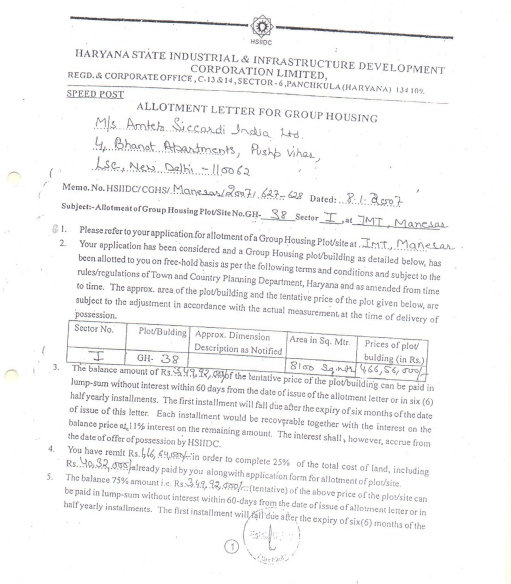 HSIIDC
HARYANA STATE INDUSTRIAL & INFRASTRUCTURE DEVELOPMENT
CORPORATION LIMITED,
REGD. & CORPORATE OFFICE, C-13 &14, SECTOR - 6, PANCHKULA (HARYANA) 134 109.
SPEED POST
ALLOTMENT LETTER FOR GROUP HOUSING
M/s Amteb Siccardi India Ltd.
4, Bharat Apartments, Pushp Vihar,
LSC, New Delhi - 110062
Memo. No. HSIIDC/CGHS/ Manesar/2007/ 627-628 Dated: 8.1.2007
Subject:- Allotment of Group Housing Plot/Site No. GH- 38 Sector I, at IMT, Manesar
1. Please refer to your application for allotment of a Group Housing Plot/site at IMT, Manesar
2. Your application has been considered and a Group Housing plot/building as detailed below, has
been allotted to you on free-hold basis as per the following terms and conditions and subject to the
rules/regulations of Town and Country Planning Department, Haryana and as amended from time
to time. The approx. area of the plot/building and the tentative price of the plot given below, are
subject to the adjustment in accordance with the actual measurement at the time of delivery of
possession.
Sector No. Plot/Bulding Approx. Dimension Description as Notified Area in Sq. Mtr. Prices of plot/ bulding (in Rs.)
I GH- 38 8100 Sq.mtr 466,56,000/-
3. The balance amount of Rs. 349,92,000/- of the tentative price of the plot/building can be paid in
lump-sum without interest within 60 days from the date of issue of the allotment letter or in six (6)
half yearly installments. The first installment will fall due after the expiry of six months of the date
of issue of this letter. Each installment would be recoverable together with the interest on the
balance price at 11% interest on the remaining amount. The interest shall, however, accrue from
the date of offer of possession by HSIIDC.
4. You have remit Rs. in order to complete 25% of the total cost of land, including
Rs. 40,32,000/- already paid by you alongwith application form for allotment of plot/site.
5. The balance 75% amount i.e. Rs. 349,92,000/- (tentative) of the above price of the plot/site can
be paid in lump-sum without interest within 60-days from the date of issue of allotment letter or in
half yearly installments. The first installment will fall due after the expiry of six(6) months of the
1